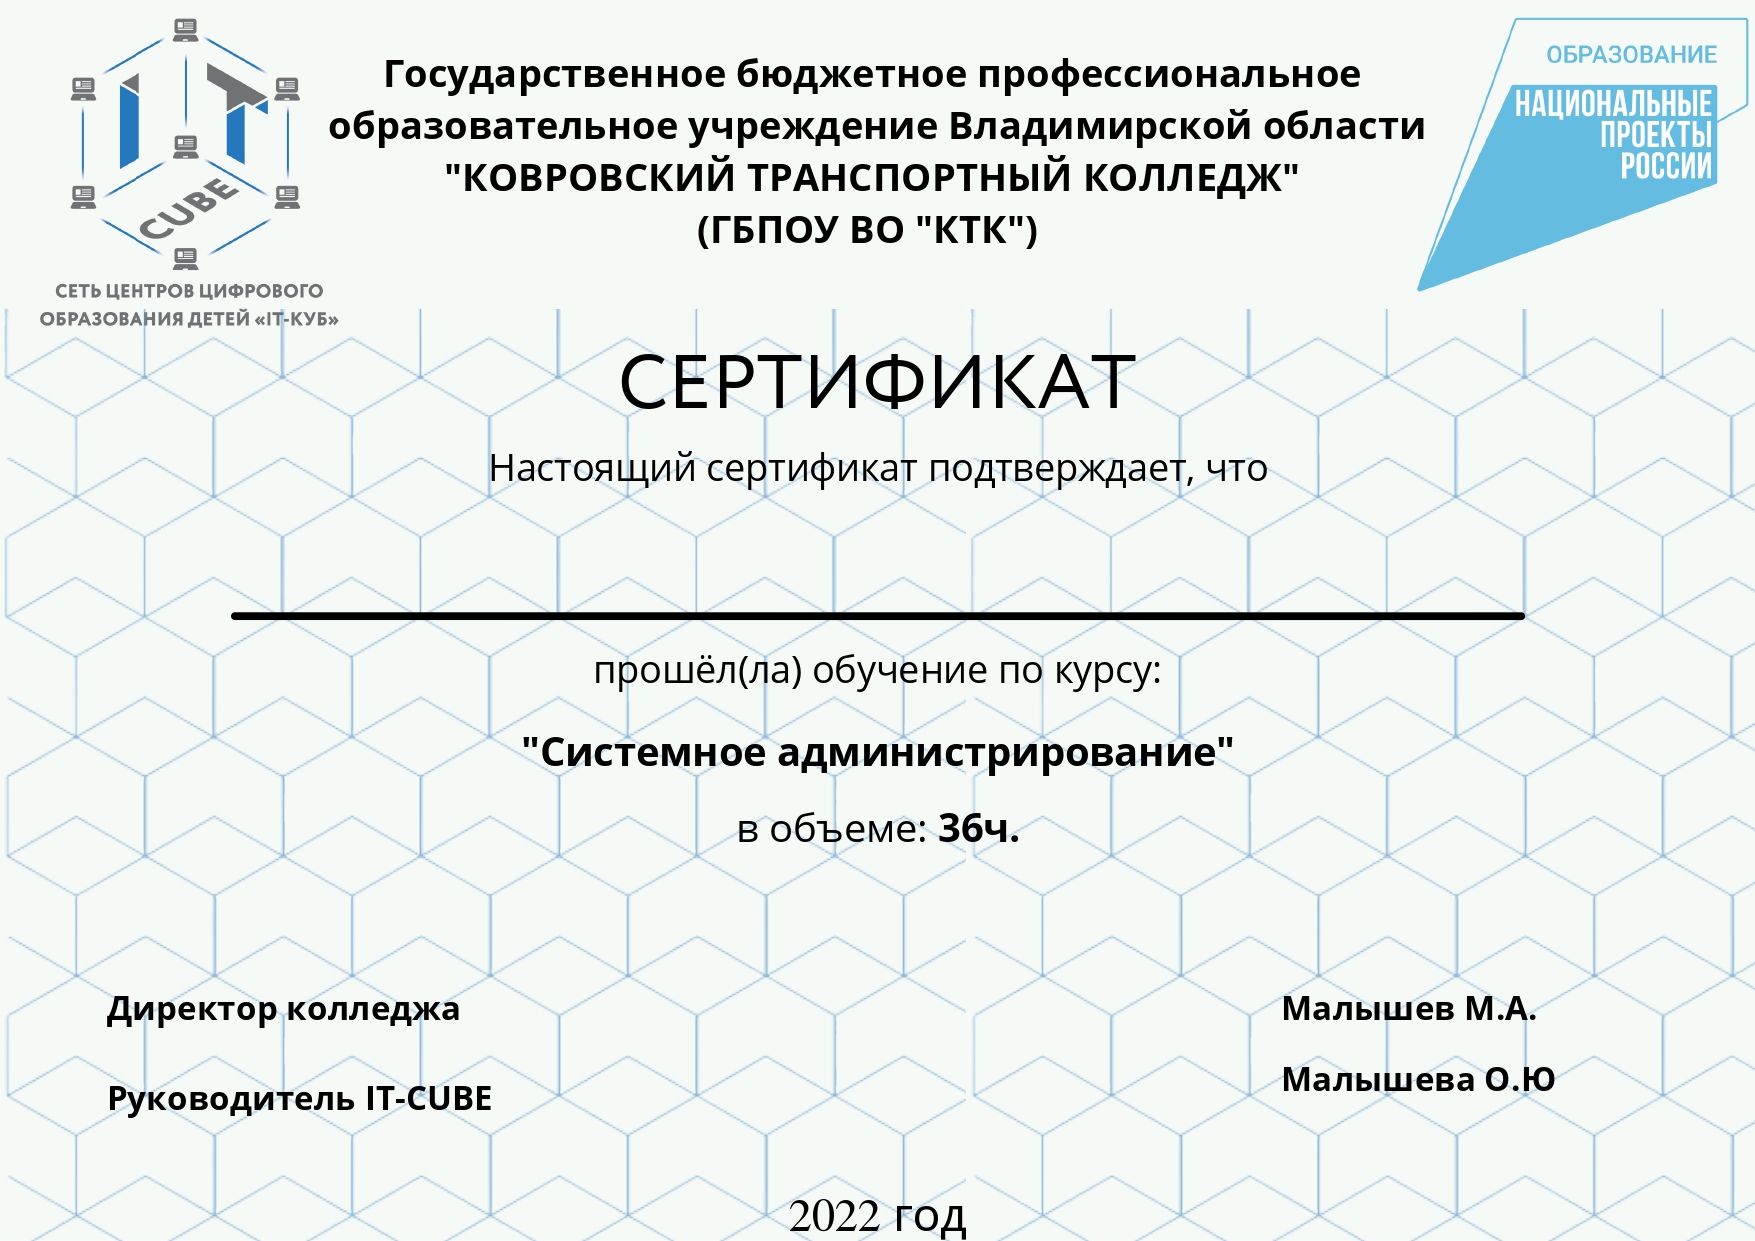 IT
CUBE
СЕТЬ ЦЕНТРОВ ЦИФРОВОГО
ОБРАЗОВАНИЯ ДЕТЕЙ «IT-КУБ»
Государственное бюджетное профессиональное
образовательное учреждение Владимирской области
"КОВРОВСКИЙ ТРАНСПОРТНЫЙ КОЛЛЕДЖ"
(ГБПОУ ВО "КТК")
ОБРАЗОВАНИЕ
НАЦИОНАЛЬНЫЕ
ПРОЕКТЫ
РОССИИ
СЕРТИФИКАТ
Настоящий сертификат подтверждает, что
прошёл(ла) обучение по курсу:
"Системное администрирование"
в объеме: 36ч.
Директор колледжа
Малышев М.А.
Руководитель IT-CUBE
Малышева О.Ю
2022 год